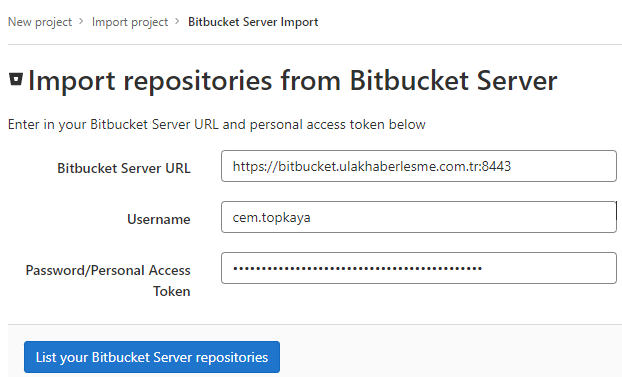 New project > Import project > Bitbucket Server Import
Import repositories from Bitbucket Server
Enter in your Bitbucket Server URL and personal access token below
Bitbucket Server URL
https://bitbucket.ulakhaberlesme.com.tr:8443
Username
cem.topkaya
Password/Personal Access
Token
••••••••••••••••••••••••••••••••••••••••••••
List your Bitbucket Server repositories